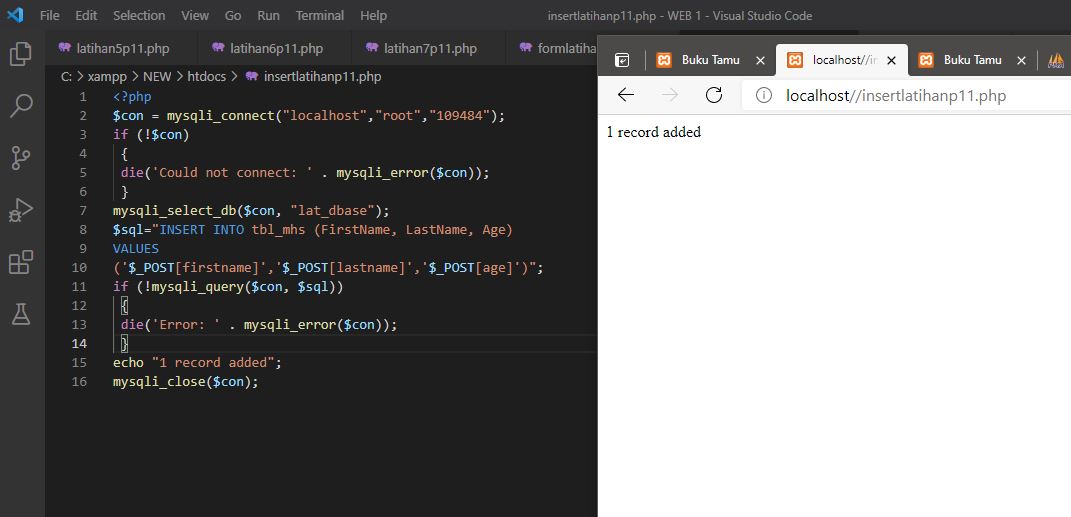 File Edit Selection View Go Run Terminal Help insertlatihanp11.php - WEB 1 - Visual Studio Code
latihan5p11.php latihan6p11.php latihan7p11.php formlatiha
C: > xampp > NEW > htdocs > insertlatihanp11.php
1 <?php
2 $con = mysqli_connect("localhost","root","109484");
3 if (!$con)
4 {
5 die('Could not connect: ' . mysqli_error($con));
6 }
7 mysqli_select_db($con, "lat_dbase");
8 $sql="INSERT INTO tbl_mhs (FirstName, LastName, Age)
9 VALUES
10 ('$_POST[firstname]','$_POST[lastname]','$_POST[age]')";
11 if (!mysqli_query($con, $sql))
12 {
13 die('Error: ' . mysqli_error($con));
14 }
15 echo "1 record added";
16 mysqli_close($con);
Buku Tamu localhost//in Buku Tamu
localhost//insertlatihanp11.php
1 record added